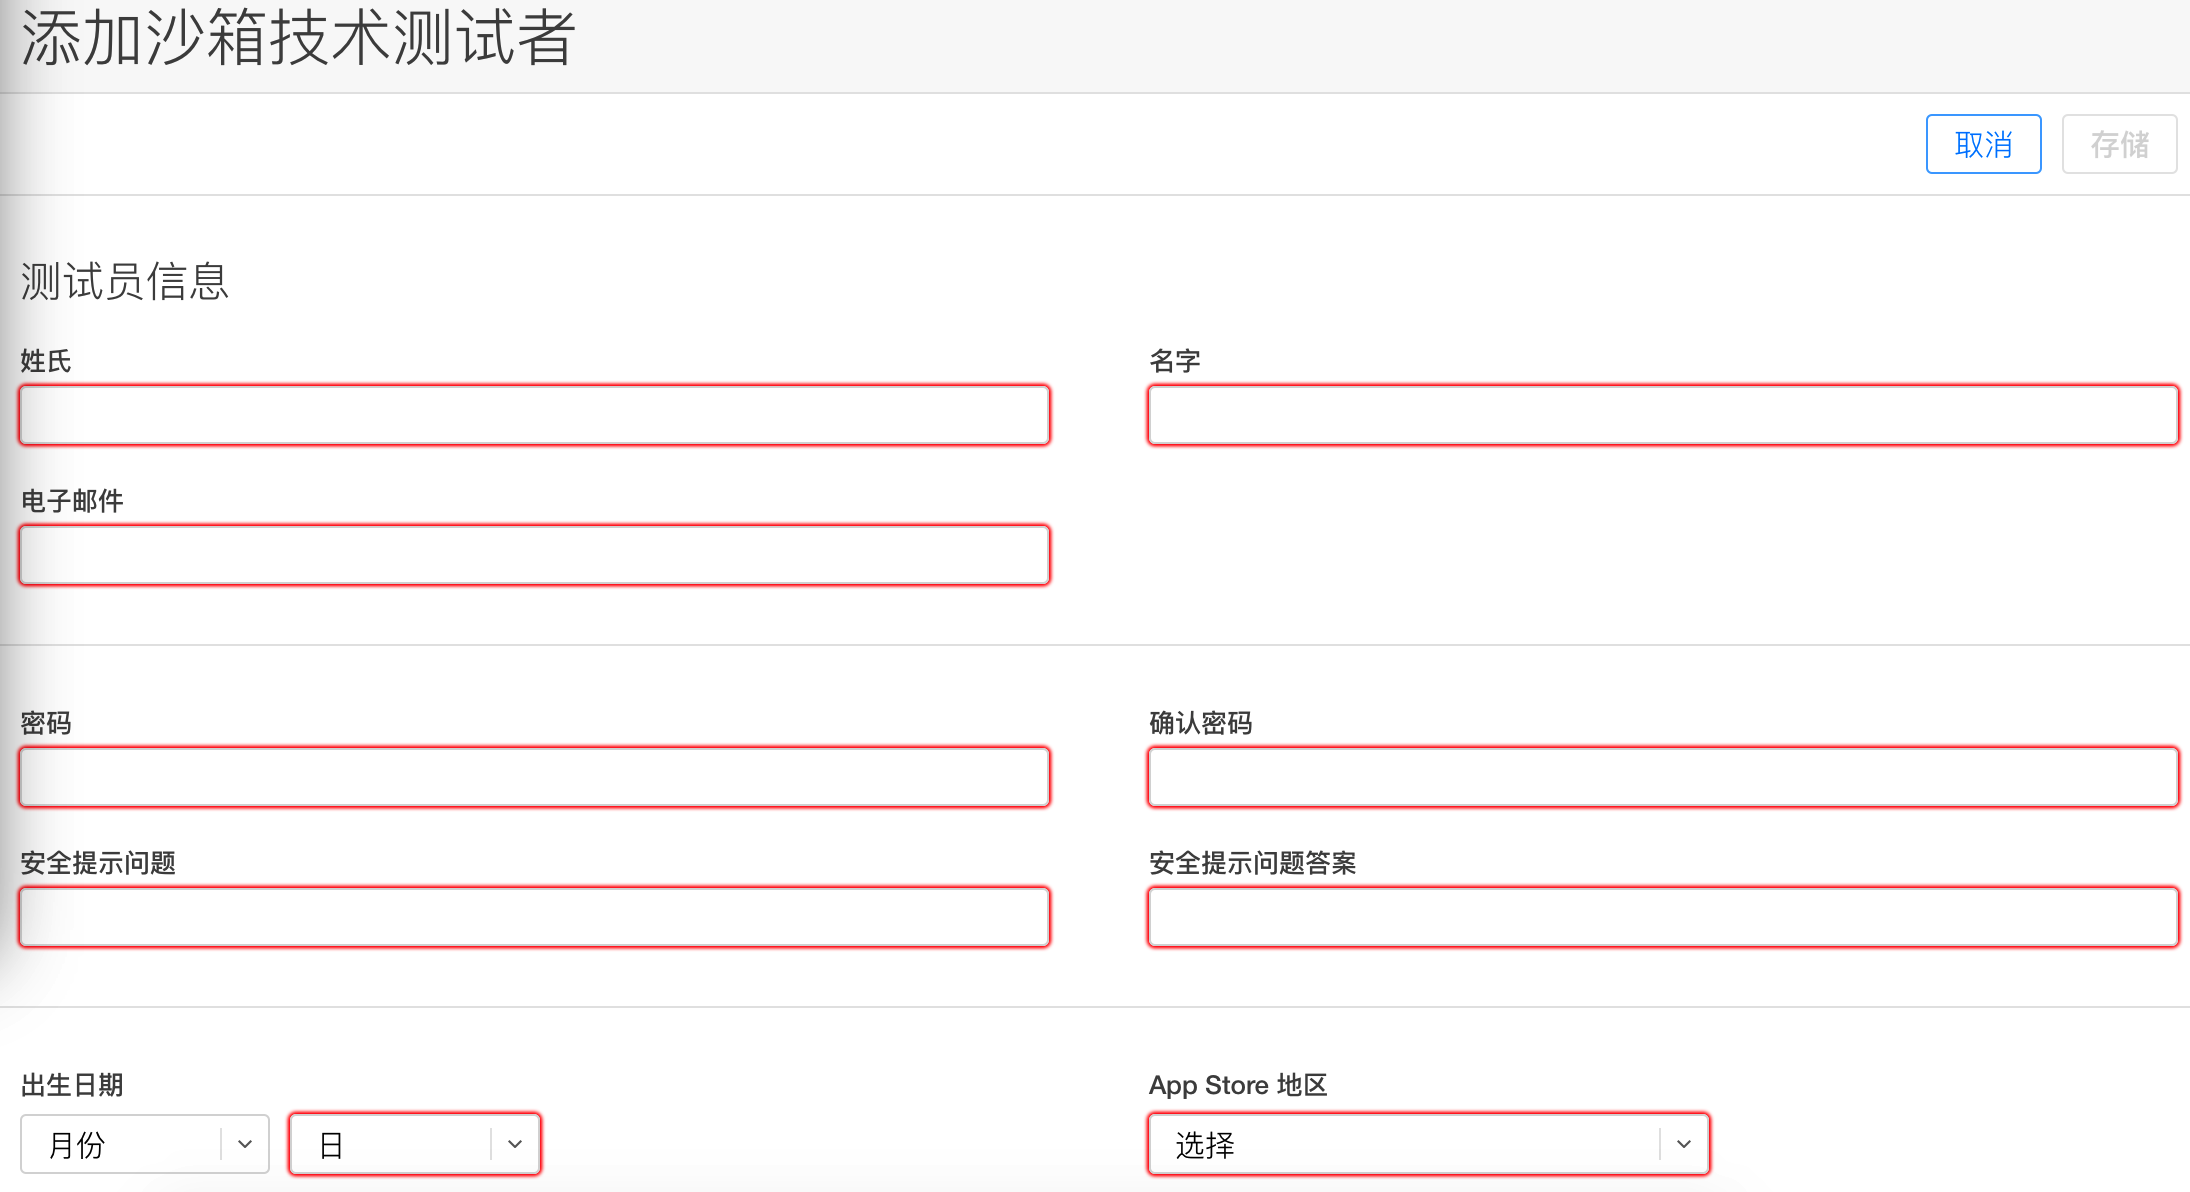 添加沙箱技术测试者
取消 存储
测试员信息
姓氏 名字
电子邮件
密码 确认密码
安全提示问题 安全提示问题答案
出生日期 App Store 地区
月份 日 选择